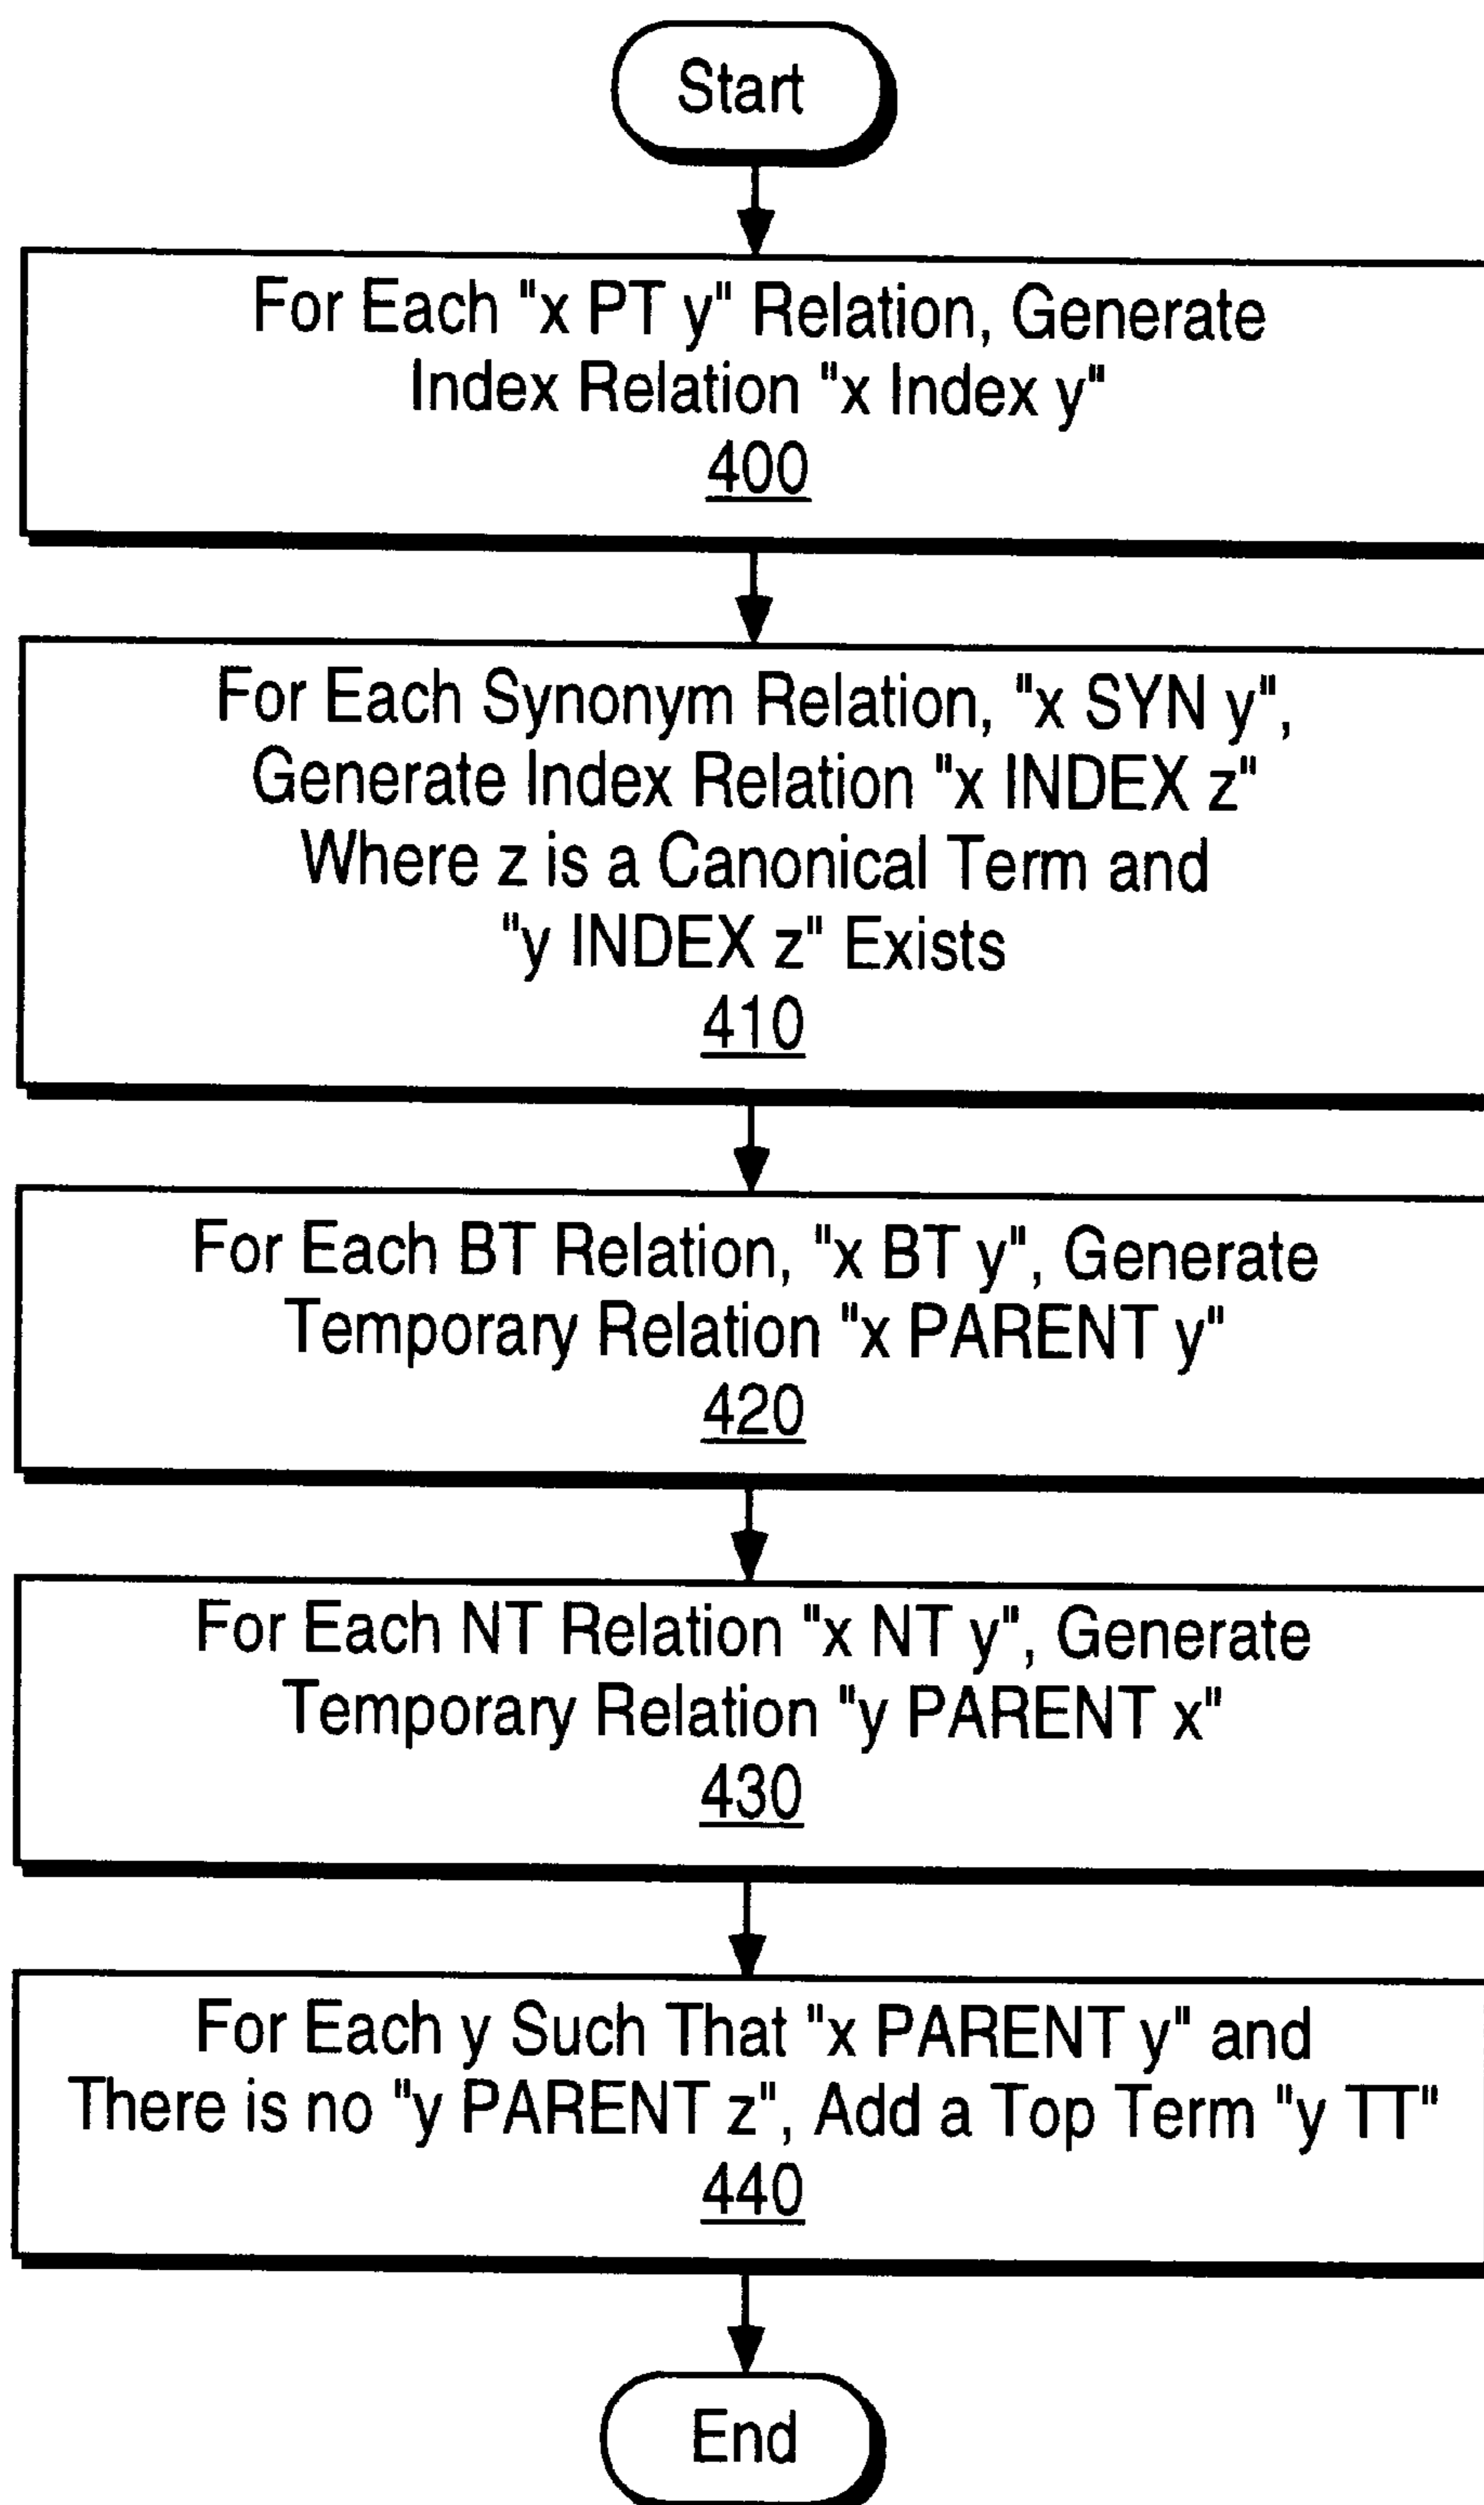 Start
For Each "x PT y" Relation, Generate
Index Relation "x Index y"
400
For Each Synonym Relation, "x SYN y",
Generate Index Relation "x INDEX z"
Where z is a Canonical Term and
"y INDEX z" Exists
410
For Each BT Relation, "x BT y", Generate
Temporary Relation "x PARENT y"
420
For Each NT Relation "x NT y", Generate
Temporary Relation "y PARENT x"
430
For Each y Such That "x PARENT y" and
There is no "y PARENT z", Add a Top Term "y TT"
440
End